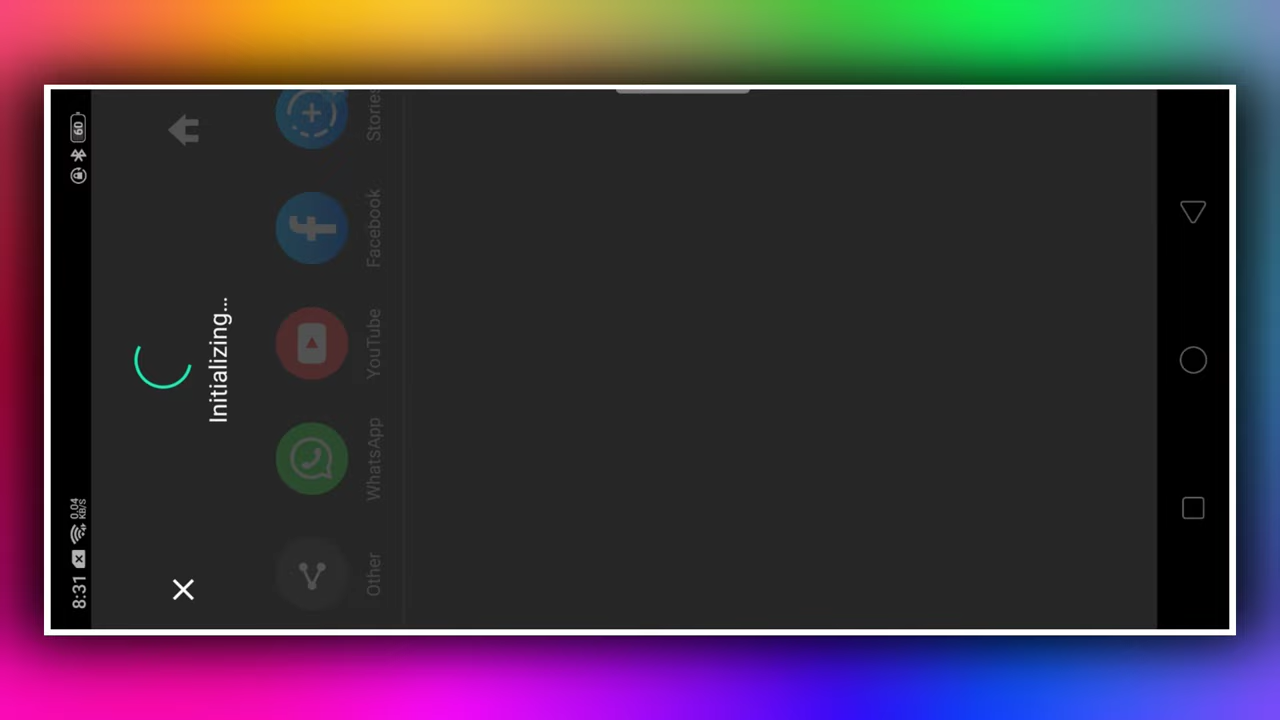 8:31
0.04
KB/S
60
Initializing...
Other
WhatsApp
YouTube
Facebook
Stories